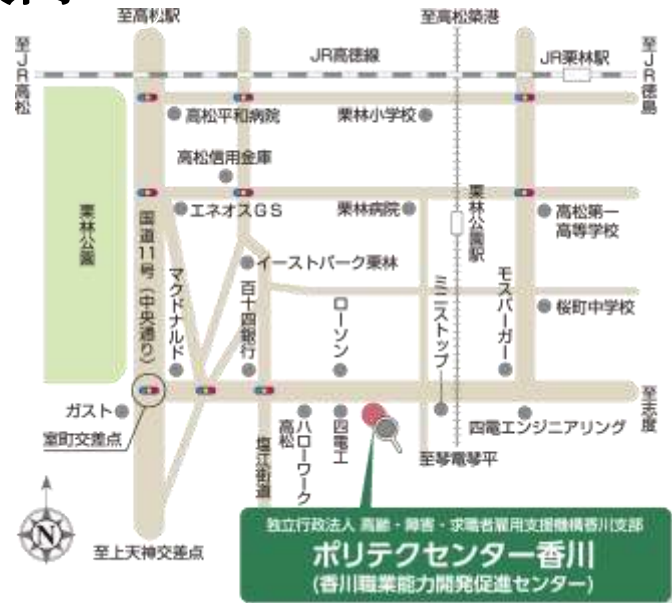 至高松駅
至高松築港
至JR高松
JR高徳線
JR栗林駅
至JR徳島
高松平和病院
栗林小学校
高松信用金庫
栗林公園
国道11号（中央通り）
エネオスGS
栗林病院
栗林公園駅
高松第一
高等学校
マクドナルド
イーストパーク栗林
百十四銀行
ローソン
ミニストップ
モスバーガー
桜町中学校
ガスト
室町交差点
塩江街道
ハローワーク
高松
四電工
四電エンジニアリング
至志度
至琴電琴平
N
至上天神交差点
独立行政法人 高齢・障害・求職者雇用支援機構香川支部
ポリテクセンター香川
(香川職業能力開発促進センター)